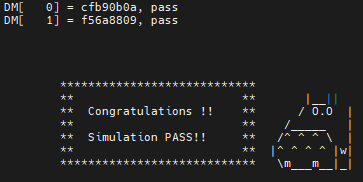 DM[   0] = cfb90b0a, pass
DM[   1] = f56a8809, pass
****************************
**                        **       |__||
**  Congratulations !!    **      / O.O  |
**                        **    /_____   |
**  Simulation PASS!!     **   /^ ^ ^ \  |
**                        **  |^ ^ ^ ^ |w|
****************************   \m___m__|_|